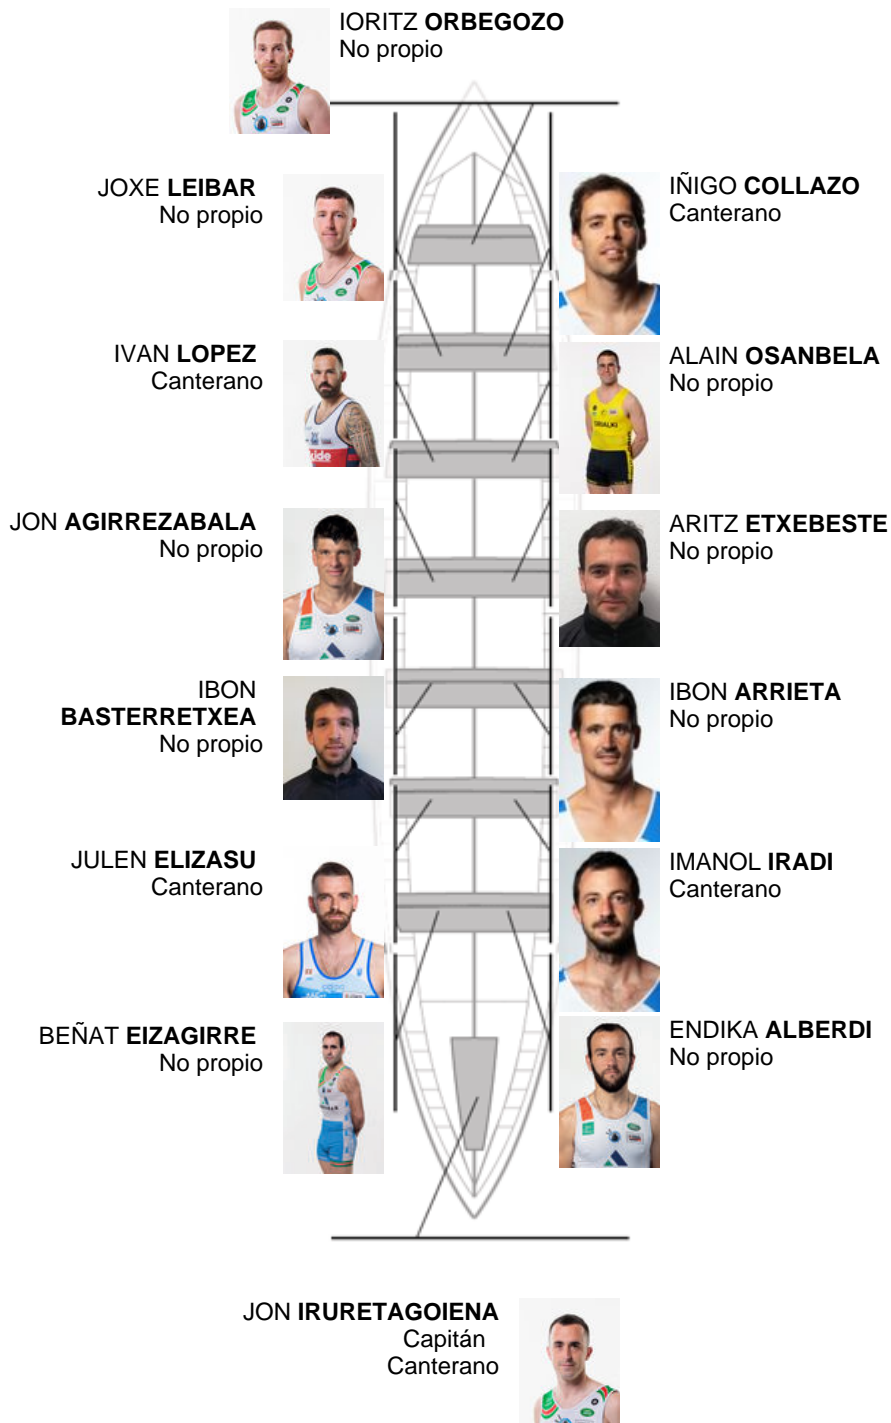 IORITZ ORBEGOZO
No propio
JOXE LEIBAR
No propio
IÑIGO COLLAZO
Canterano
IVAN LOPEZ
Canterano
ALAIN OSANBELA
No propio
JON AGIRREZABALA
No propio
ARITZ ETXEBESTE
No propio
IBON
BASTERRETXEA
No propio
IBON ARRIETA
No propio
JULEN ELIZASU
Canterano
IMANOL IRADI
Canterano
BEÑAT EIZAGIRRE
No propio
ENDIKA ALBERDI
No propio
JON IRURETAGOIENA
Capitán
Canterano